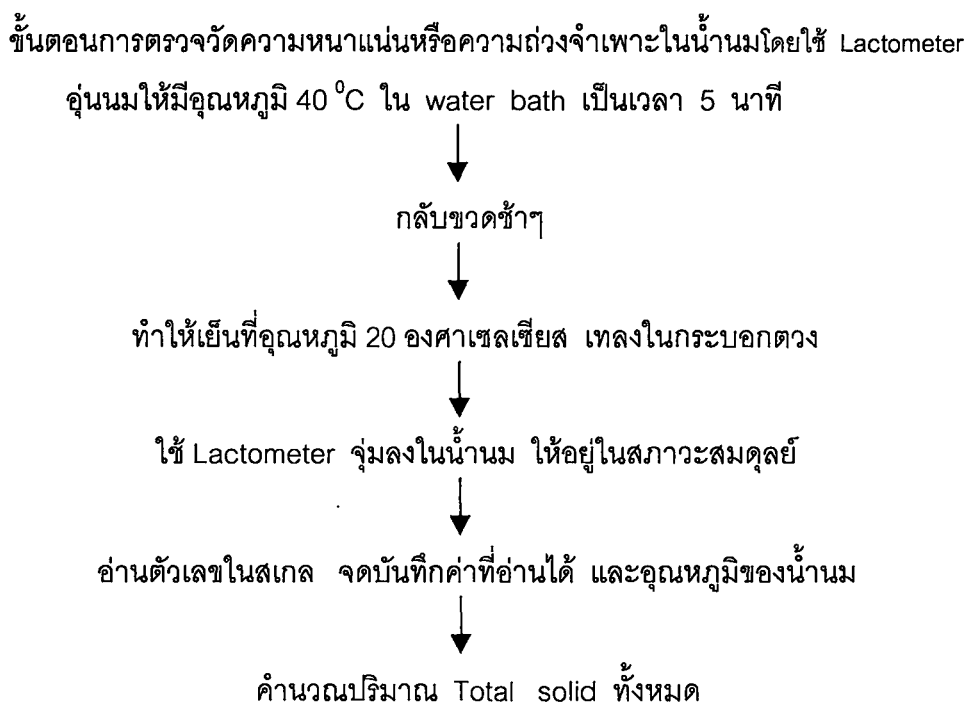 ขั้นตอนการตรวจวัดความหนาแน่นหรือความถ่วงจำเพาะในน้ำนมโดยใช้ Lactometer
อุ่นนมให้มีอุณหภูมิ 40 ⁰C ใน water bath เป็นเวลา 5 นาที
กลับขวดช้าๆ
ทำให้เย็นที่อุณหภูมิ 20 องศาเซลเซียส เทลงในกระบอกตวง
ใช้ Lactometer จุ่มลงในน้ำนม ให้อยู่ในสภาวะสมดุลย์
อ่านตัวเลขในสเกล จดบันทึกค่าที่อ่านได้ และอุณหภูมิของน้ำนม
คำนวณปริมาณ Total solid ทั้งหมด